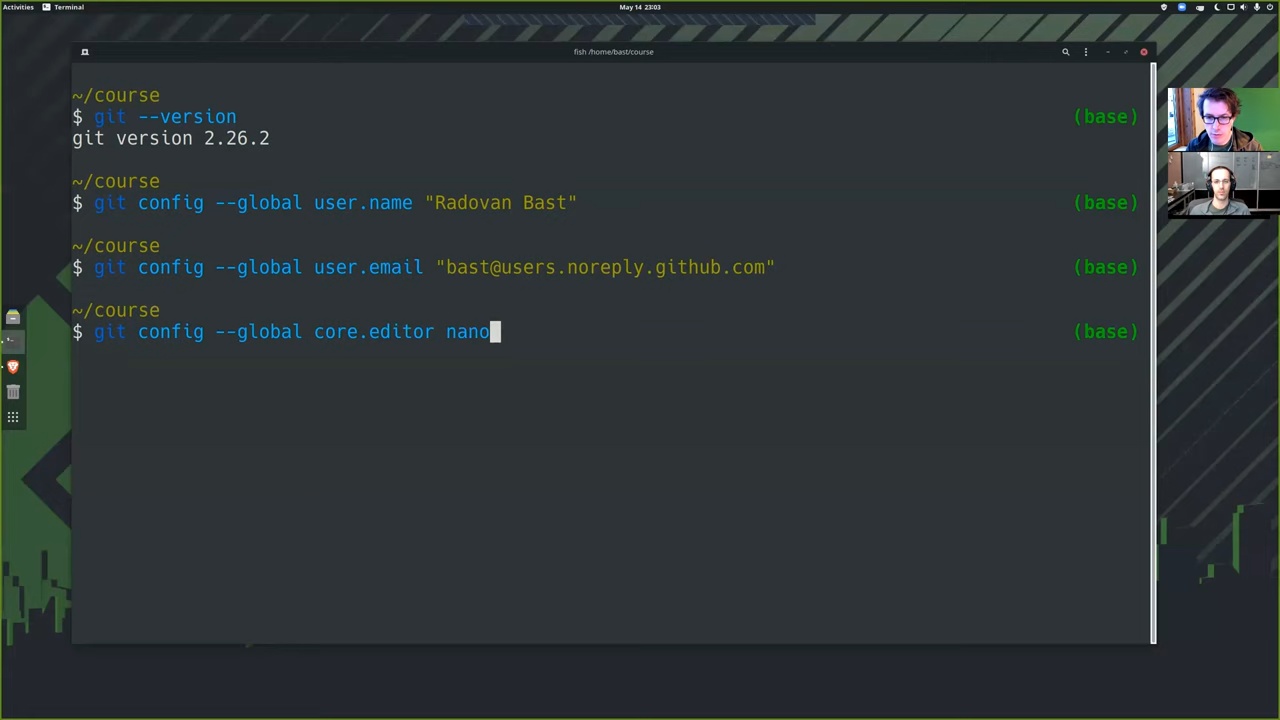 Activities Terminal May 14 23:03
fish /home/bast/course
~/course
$ git --version (base)
git version 2.26.2
~/course
$ git config --global user.name "Radovan Bast" (base)
~/course
$ git config --global user.email "bast@users.noreply.github.com" (base)
~/course
$ git config --global core.editor nano (base)